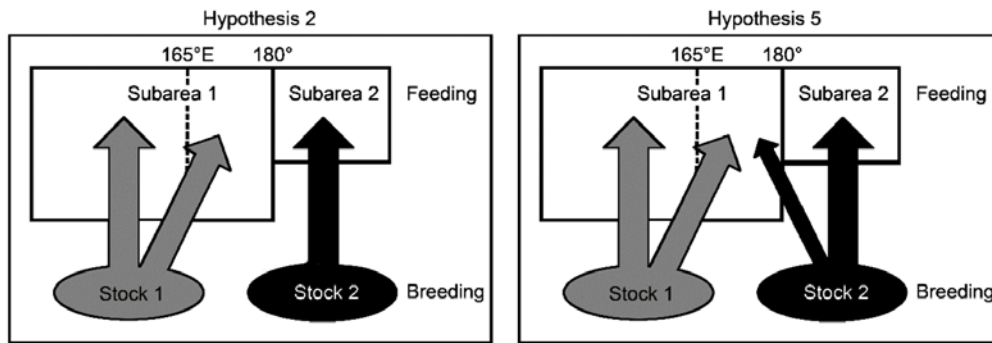 Hypothesis 2
165°E 180°
Subarea 1 Subarea 2 Feeding
Stock 1 Stock 2 Breeding
Hypothesis 5
165°E 180°
Subarea 1 Subarea 2 Feeding
Stock 1 Stock 2 Breeding